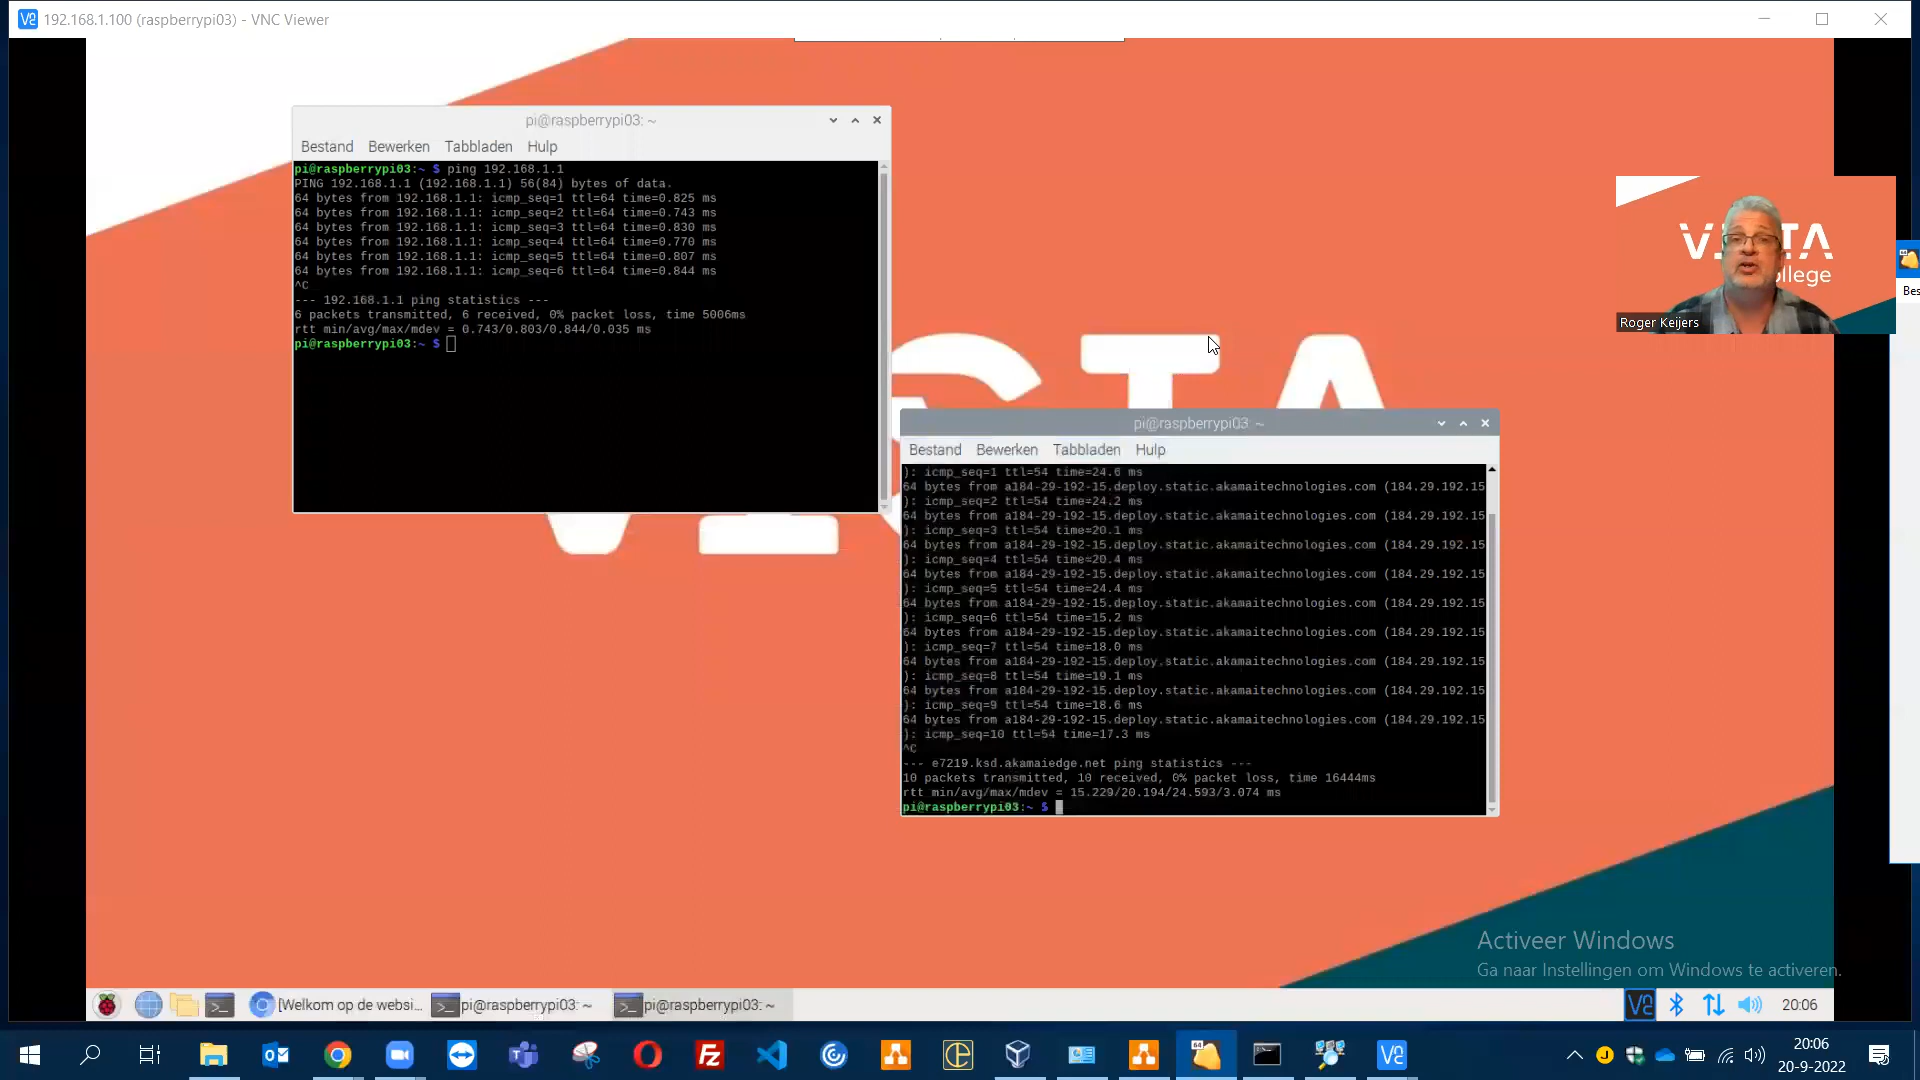 192.168.1.100 (raspberrypi03) - VNC Viewer
pi@raspberrypi03: ~
Bestand Bewerken Tabbladen Hulp
pi@raspberrypi03:~ $ ping 192.168.1.1
PING 192.168.1.1 (192.168.1.1) 56(84) bytes of data.
64 bytes from 192.168.1.1: icmp_seq=1 ttl=64 time=0.825 ms
64 bytes from 192.168.1.1: icmp_seq=2 ttl=64 time=0.743 ms
64 bytes from 192.168.1.1: icmp_seq=3 ttl=64 time=0.830 ms
64 bytes from 192.168.1.1: icmp_seq=4 ttl=64 time=0.770 ms
64 bytes from 192.168.1.1: icmp_seq=5 ttl=64 time=0.807 ms
64 bytes from 192.168.1.1: icmp_seq=6 ttl=64 time=0.844 ms
^C
--- 192.168.1.1 ping statistics ---
6 packets transmitted, 6 received, 0% packet loss, time 5006ms
rtt min/avg/max/mdev = 0.743/0.803/0.844/0.035 ms
pi@raspberrypi03:~ $
Roger Keijers
Bes
pi@raspberrypi03: ~
Bestand Bewerken Tabbladen Hulp
): icmp_seq=1 ttl=54 time=24.6 ms
64 bytes from a184-29-192-15.deploy.static.akamaitechnologies.com (184.29.192.15
): icmp_seq=2 ttl=54 time=24.2 ms
64 bytes from a184-29-192-15.deploy.static.akamaitechnologies.com (184.29.192.15
): icmp_seq=3 ttl=54 time=20.1 ms
64 bytes from a184-29-192-15.deploy.static.akamaitechnologies.com (184.29.192.15
): icmp_seq=4 ttl=54 time=20.4 ms
64 bytes from a184-29-192-15.deploy.static.akamaitechnologies.com (184.29.192.15
): icmp_seq=5 ttl=54 time=24.4 ms
64 bytes from a184-29-192-15.deploy.static.akamaitechnologies.com (184.29.192.15
): icmp_seq=6 ttl=54 time=15.2 ms
64 bytes from a184-29-192-15.deploy.static.akamaitechnologies.com (184.29.192.15
): icmp_seq=7 ttl=54 time=18.0 ms
64 bytes from a184-29-192-15.deploy.static.akamaitechnologies.com (184.29.192.15
): icmp_seq=8 ttl=54 time=19.1 ms
64 bytes from a184-29-192-15.deploy.static.akamaitechnologies.com (184.29.192.15
): icmp_seq=9 ttl=54 time=18.6 ms
64 bytes from a184-29-192-15.deploy.static.akamaitechnologies.com (184.29.192.15
): icmp_seq=10 ttl=54 time=17.3 ms
^C
--- e7219.ksd.akamaiedge.net ping statistics ---
10 packets transmitted, 10 received, 0% packet loss, time 16444ms
rtt min/avg/max/mdev = 15.229/20.194/24.593/3.074 ms
pi@raspberrypi03:~ $
Activeer Windows
Ga naar Instellingen om Windows te activeren.
[Welkom op de websi... pi@raspberrypi03: ~ pi@raspberrypi03: ~ 20:06
20:06
20-9-2022